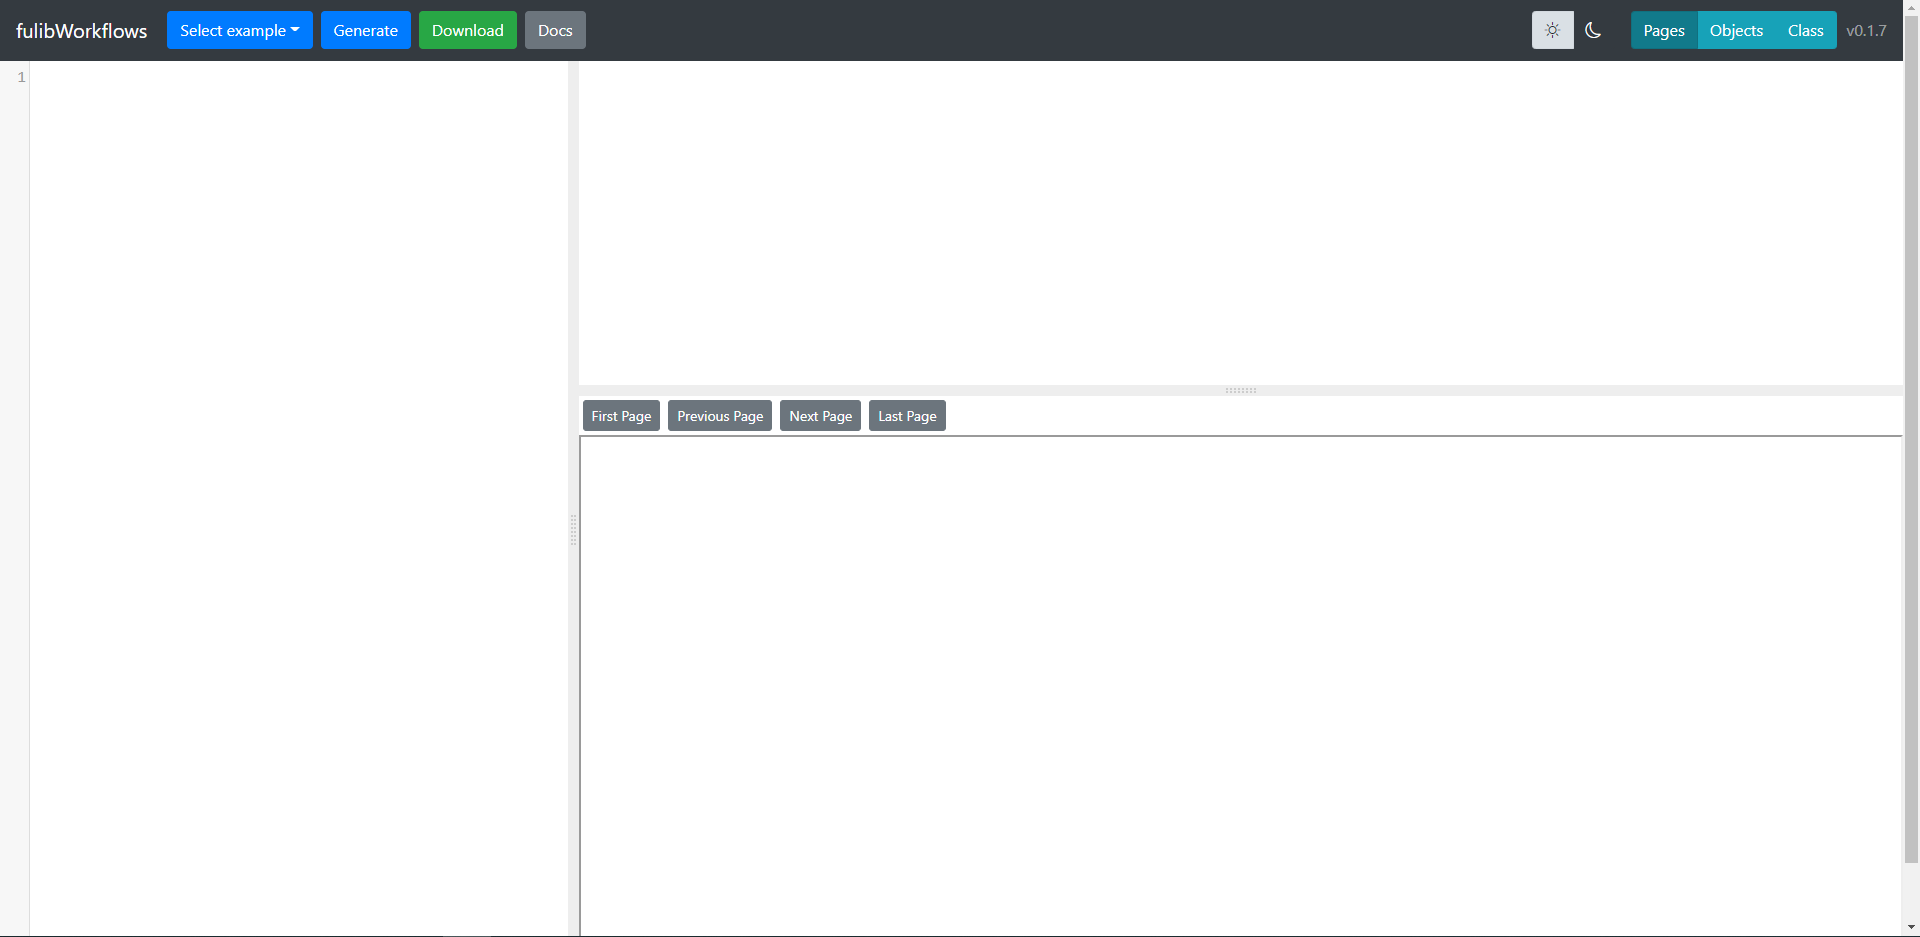 fulibWorkflows Select example Generate Download Docs Pages Objects Class v0.1.7
1
First Page Previous Page Next Page Last Page